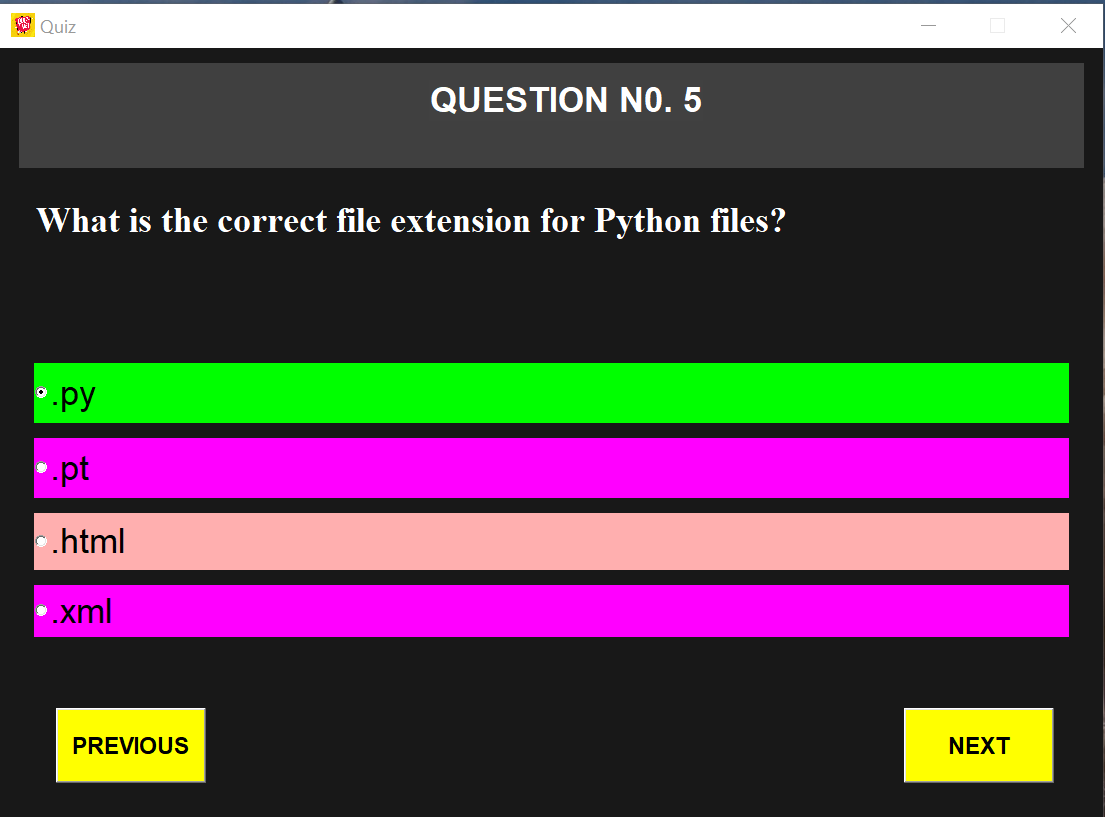 Quiz
QUESTION N0. 5
What is the correct file extension for Python files?
.py
.pt
.html
.xml
PREVIOUS
NEXT